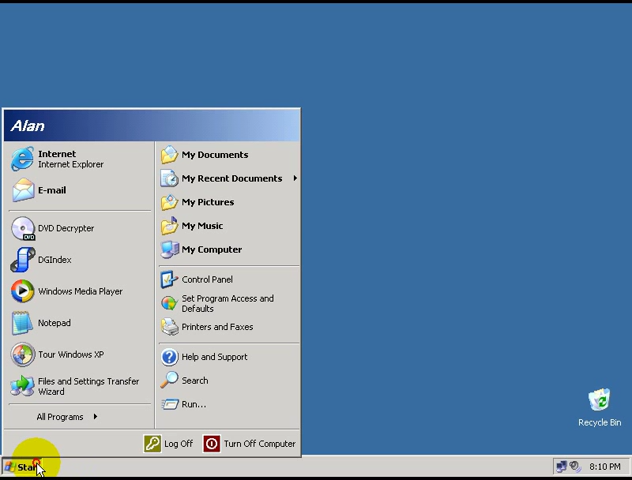 Alan
Internet
Internet Explorer
E-mail
DVD Decrypter
DVD
DGIndex
Windows Media Player
Notepad
Tour Windows XP
Files and Settings Transfer
Wizard
All Programs
My Documents
My Recent Documents
My Pictures
My Music
My Computer
Control Panel
Set Program Access and
Defaults
Printers and Faxes
Help and Support
Search
Run...
Log Off
Turn Off Computer
Recycle Bin
Start
8:10 PM